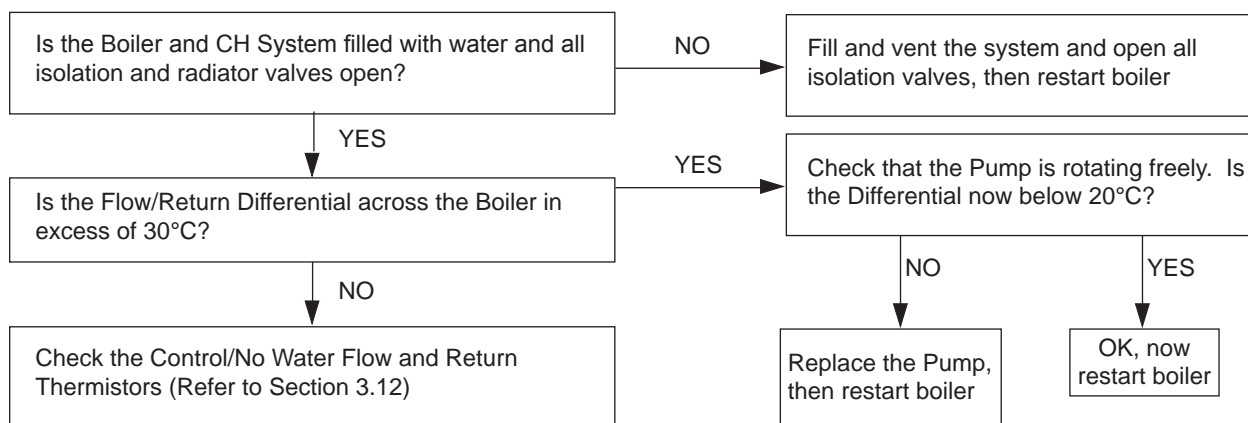 Is the Boiler and CH System filled with water and all
isolation and radiator valves open?
NO
Fill and vent the system and open all
isolation valves, then restart boiler
YES
Is the Flow/Return Differential across the Boiler in
excess of 30°C?
YES
Check that the Pump is rotating freely. Is
the Differential now below 20°C?
NO
Check the Control/No Water Flow and Return
Thermistors (Refer to Section 3.12)
NO
Replace the Pump,
then restart boiler
YES
OK, now
restart boiler